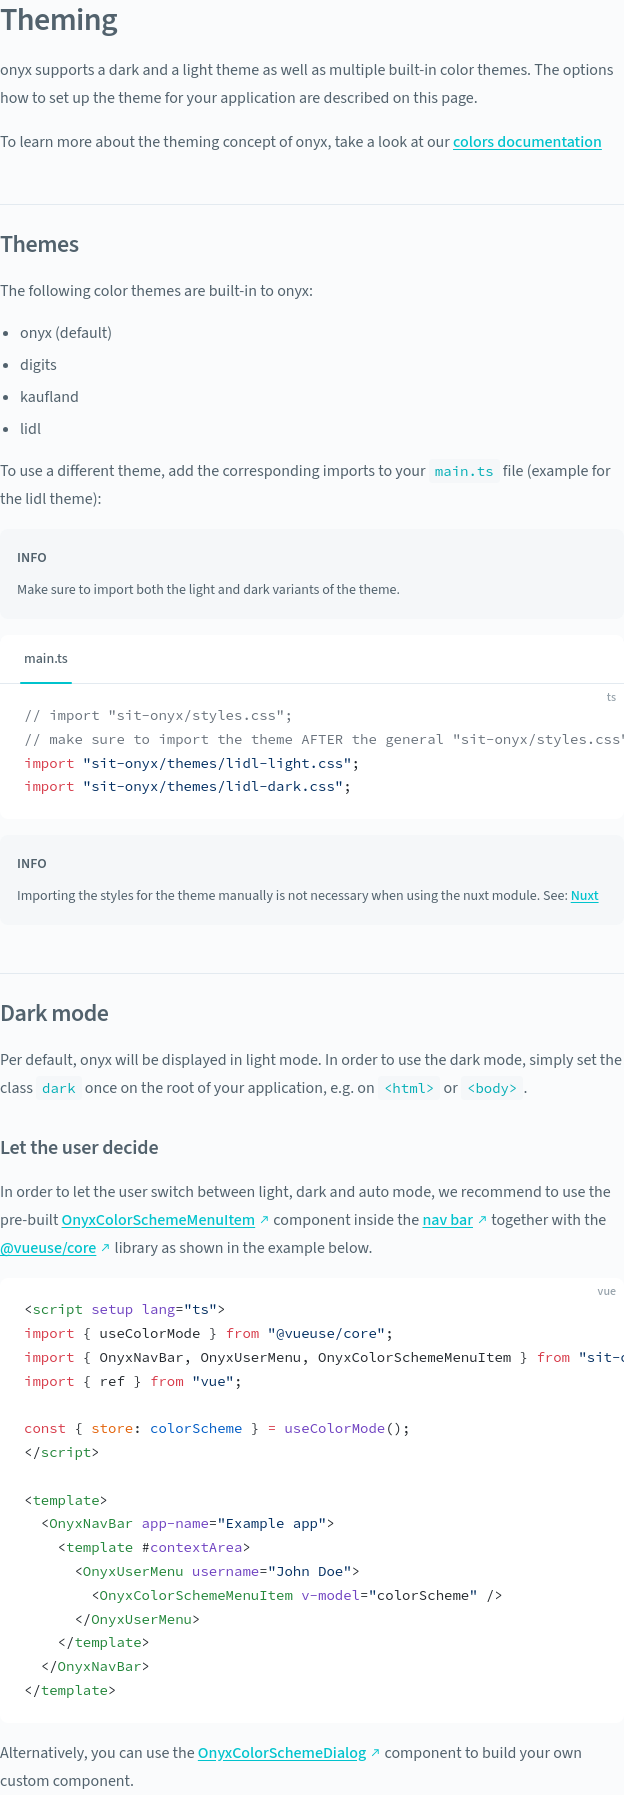 Theming
onyx supports a dark and a light theme as well as multiple built-in color themes. The options
how to set up the theme for your application are described on this page.
To learn more about the theming concept of onyx, take a look at our colors documentation
Themes
The following color themes are built-in to onyx:
• onyx (default)
• digits
• kaufland
• lidl
To use a different theme, add the corresponding imports to your main.ts file (example for
the lidl theme):
INFO
Make sure to import both the light and dark variants of the theme.
main.ts
ts
// import "sit-onyx/styles.css";
// make sure to import the theme AFTER the general "sit-onyx/styles.css"
import "sit-onyx/themes/lidl-light.css";
import "sit-onyx/themes/lidl-dark.css";
INFO
Importing the styles for the theme manually is not necessary when using the nuxt module. See: Nuxt
Dark mode
Per default, onyx will be displayed in light mode. In order to use the dark mode, simply set the
class dark once on the root of your application, e.g. on <html> or <body> .
Let the user decide
In order to let the user switch between light, dark and auto mode, we recommend to use the
pre-built OnyxColorSchemeMenuItem ↗ component inside the nav bar ↗ together with the
@vueuse/core ↗ library as shown in the example below.
vue
<script setup lang="ts">
import { useColorMode } from "@vueuse/core";
import { OnyxNavBar, OnyxUserMenu, OnyxColorSchemeMenuItem } from "sit-
import { ref } from "vue";
const { store: colorScheme } = useColorMode();
</script>
<template>
  <OnyxNavBar app-name="Example app">
    <template #contextArea>
      <OnyxUserMenu username="John Doe">
        <OnyxColorSchemeMenuItem v-model="colorScheme" />
      </OnyxUserMenu>
    </template>
  </OnyxNavBar>
</template>
Alternatively, you can use the OnyxColorSchemeDialog ↗ component to build your own
custom component.